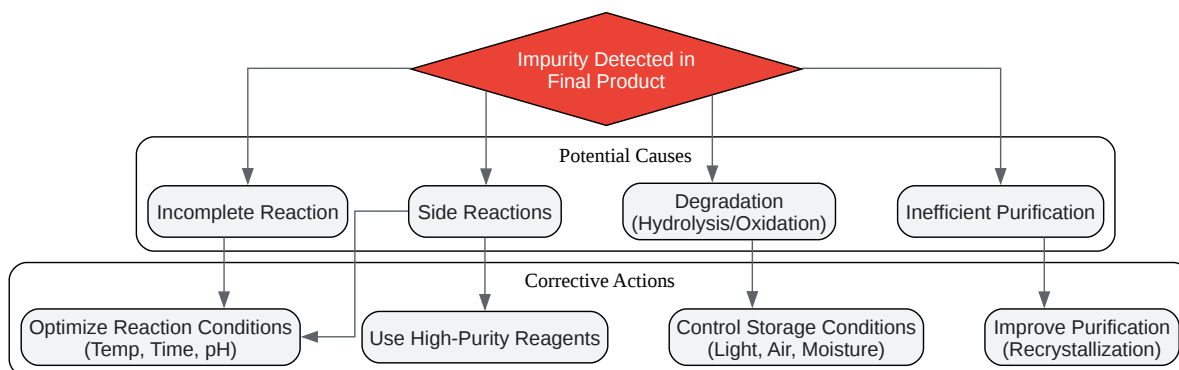 Impurity Detected in
Final Product
Potential Causes
Incomplete Reaction
Side Reactions
Degradation
(Hydrolysis/Oxidation)
Inefficient Purification
Corrective Actions
Optimize Reaction Conditions
(Temp, Time, pH)
Use High-Purity Reagents
Control Storage Conditions
(Light, Air, Moisture)
Improve Purification
(Recrystallization)